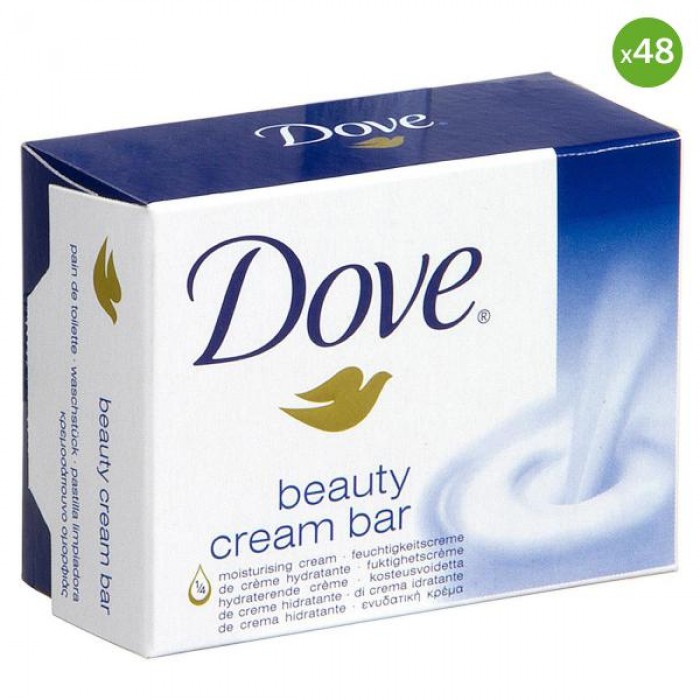 x48
Dove
Dove®
beauty
cream bar
1/4
moisturising cream · feuchtigkeitscreme
de crème hydratante · fuktighetscrème
hydraterende crème · kosteusvoidetta
de creme hidratante · di crema idratante
de crema hidratante · ενυδατική κρέμα
beauty cream bar
pain de toilette · waschstück · pastilla limpiadora
κρεμοσάπουνο ομορφιάς